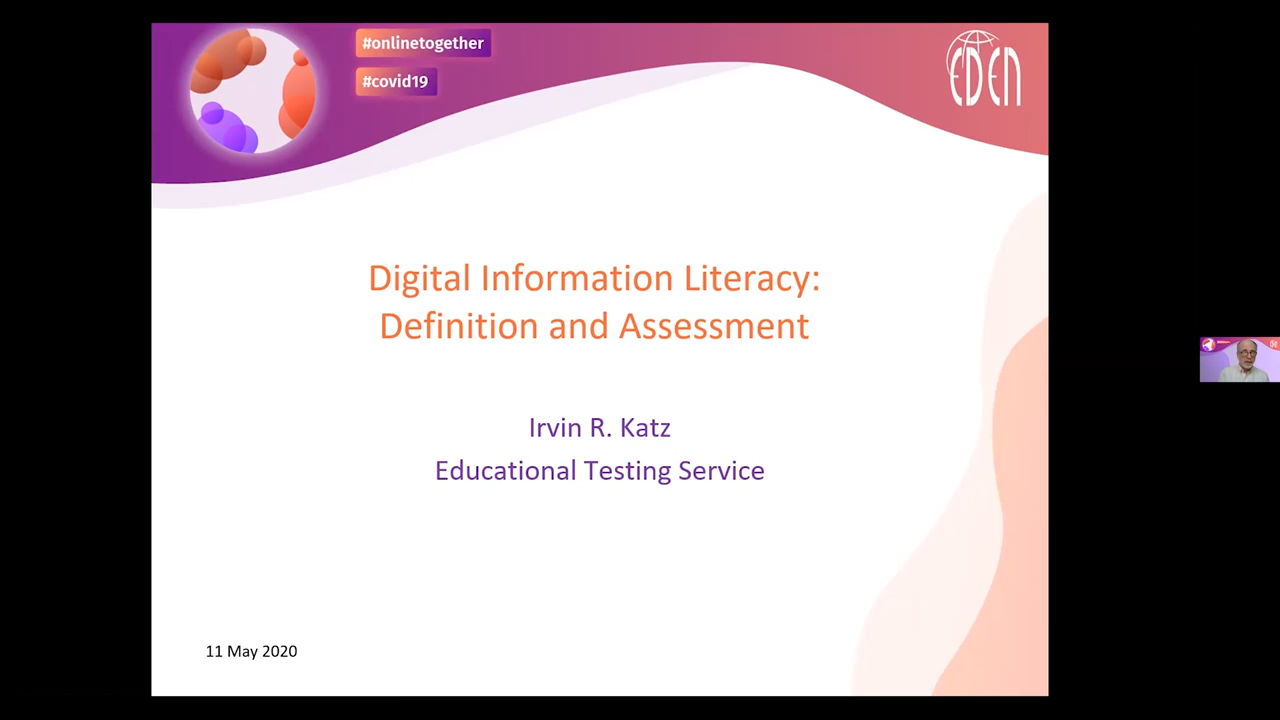 #onlinetogether
#covid19
EDEN
Digital Information Literacy:
Definition and Assessment
Irvin R. Katz
Educational Testing Service
11 May 2020